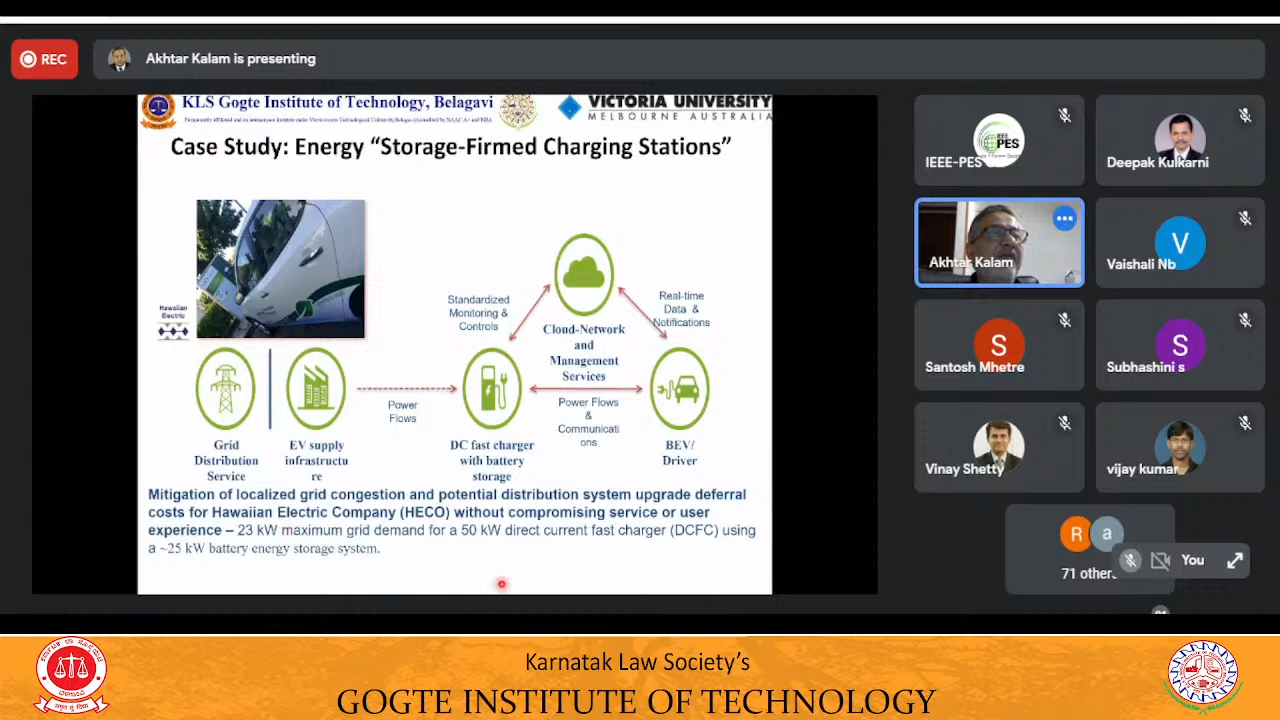 REC
Akhtar Kalam is presenting
KLS Gogte Institute of Technology, Belagavi
VICTORIA UNIVERSITY
MELBOURNE AUSTRALIA
Case Study: Energy “Storage-Firmed Charging Stations”
Hawaiian
Electric
Standardized
Monitoring &
Controls
Real-time
Data &
Notifications
Cloud-Network
and
Management
Services
Power
Flows
Power Flows
&
Communicati
ons
Grid
Distribution
Service
EV supply
infrastructu
re
DC fast charger
with battery
storage
BEV/
Driver
Mitigation of localized grid congestion and potential distribution system upgrade deferral
costs for Hawaiian Electric Company (HECO) without compromising service or user
experience – 23 kW maximum grid demand for a 50 kW direct current fast charger (DCFC) using
a ~25 kW battery energy storage system.
IEEE PES
IEEE-PES
Deepak Kulkarni
Akhtar Kalam
V
Vaishali Nb
S
Santosh Mhetre
S
Subhashini s
Vinay Shetty
vijay kumar
R
a
71 others
You
Karnatak Law Society’s
GOGTE INSTITUTE OF TECHNOLOGY